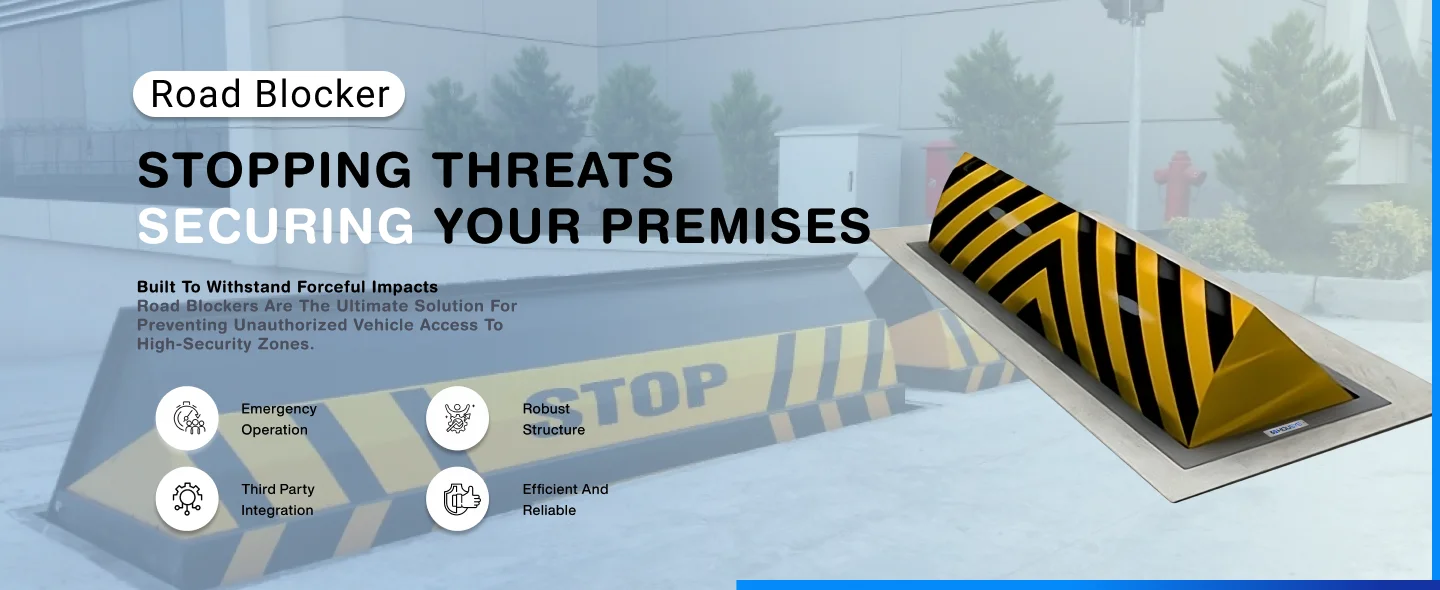 Road Blocker
STOPPING THREATS
SECURING YOUR PREMISES
Built To Withstand Forceful Impacts
Road Blockers Are The Ultimate Solution For
Preventing Unauthorized Vehicle Access To
High-Security Zones.
STOP
Emergency
Operation
Robust
Structure
Third Party
Integration
Efficient And
Reliable